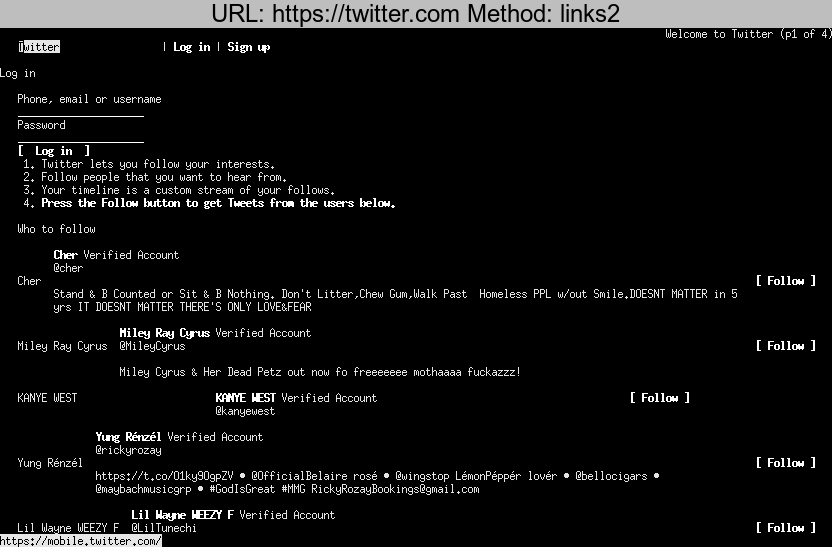 URL: https://twitter.com Method: links2
Welcome to Twitter (p1 of 4)
Twitter | Log in | Sign up
Log in
Phone, email or username
Password
[ Log in ]
1. Twitter lets you follow your interests.
2. Follow people that you want to hear from.
3. Your timeline is a custom stream of your follows.
4. Press the Follow button to get Tweets from the users below.
Who to follow
Cher Verified Account
@cher
Cher [ Follow ]
Stand & B Counted or Sit & B Nothing. Don't Litter,Chew Gum,Walk Past  Homeless PPL w/out Smile.DOESNT MATTER in 5
yrs IT DOESNT MATTER THERE'S ONLY LOVE&FEAR
Miley Ray Cyrus Verified Account
Miley Ray Cyrus @MileyCyrus [ Follow ]
Miley Cyrus & Her Dead Petz out now fo freeeeeee mothaaaa fuckazzz!
KANYE WEST KANYE WEST Verified Account [ Follow ]
@kanyewest
Yung Rénzél Verified Account
@rickyrozay
Yung Rénzél [ Follow ]
https://t.co/O1ky9OgpZV • @OfficialBelaire rosé • @wingstop LémonPéppér lovér • @bellocigars •
@maybachmusicgrp • #GodIsGreat #MMG RickyRozayBookings@gmail.com
Lil Wayne WEEZY F Verified Account
Lil Wayne WEEZY F @LilTunechi [ Follow ]
https://mobile.twitter.com/